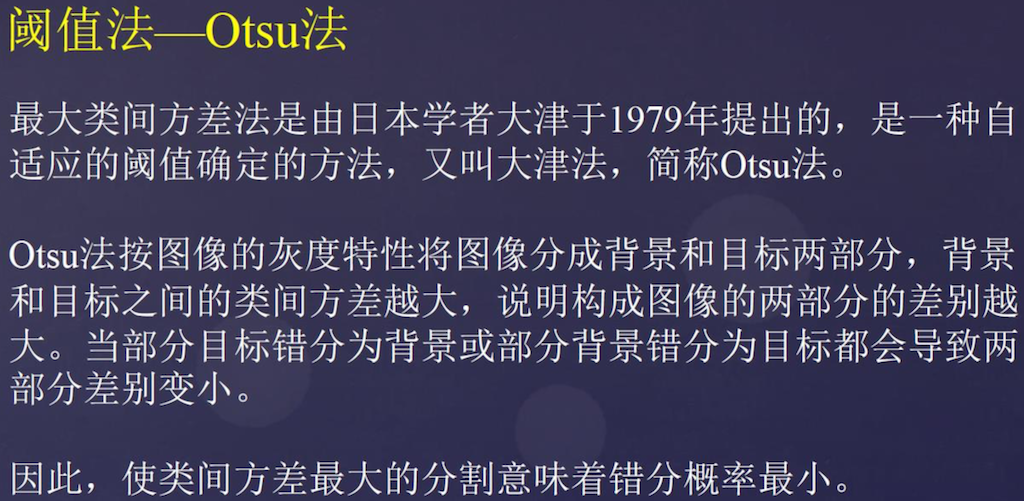 阈值法—Otsu法
最大类间方差法是由日本学者大津于1979年提出的，是一种自
适应的阈值确定的方法，又叫大津法，简称Otsu法。
Otsu法按图像的灰度特性将图像分成背景和目标两部分，背景
和目标之间的类间方差越大，说明构成图像的两部分的差别越
大。当部分目标错分为背景或部分背景错分为目标都会导致两
部分差别变小。
因此，使类间方差最大的分割意味着错分概率最小。